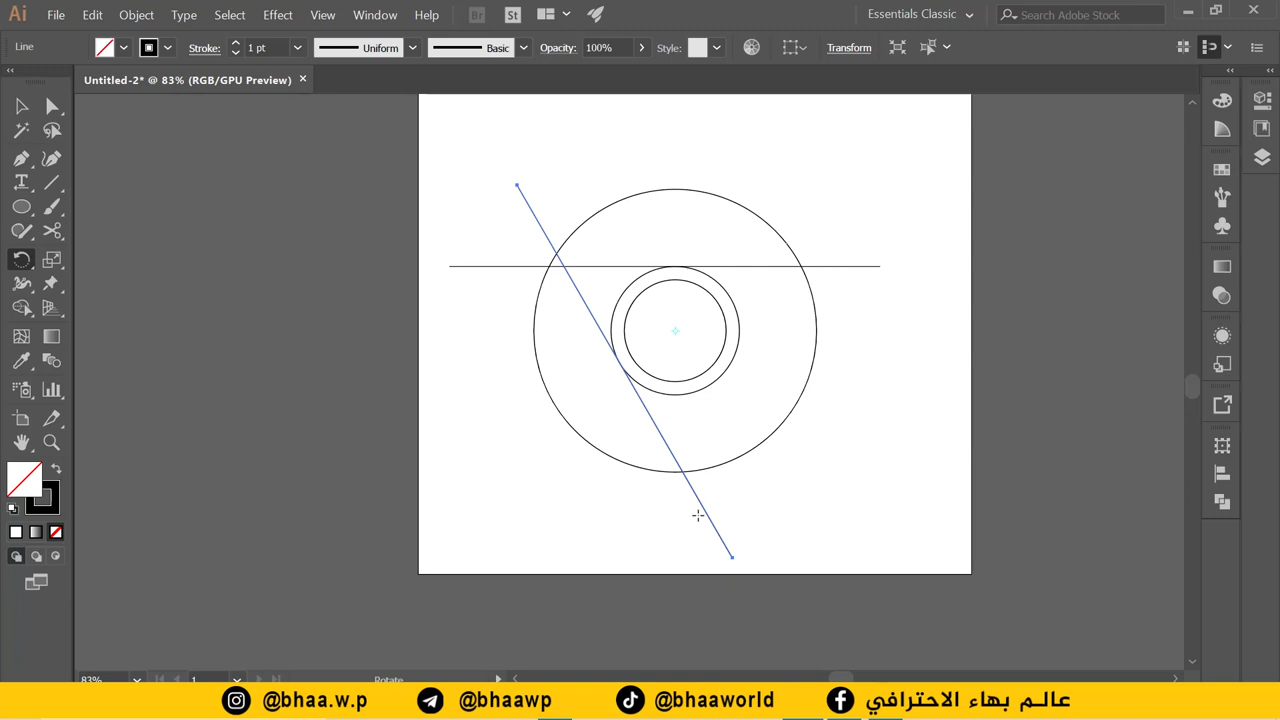 Ai File Edit Object Type Select Effect View Window Help Br St Essentials Classic Search Adobe Stock
Line Stroke: 1 pt Uniform Basic Opacity: 100% Style: Transform
Untitled-2* @ 83% (RGB/GPU Preview)
83% 1 Rotate
@bhaa.w.p @bhaawp @bhaaworld عالم بهاء الاحترافي